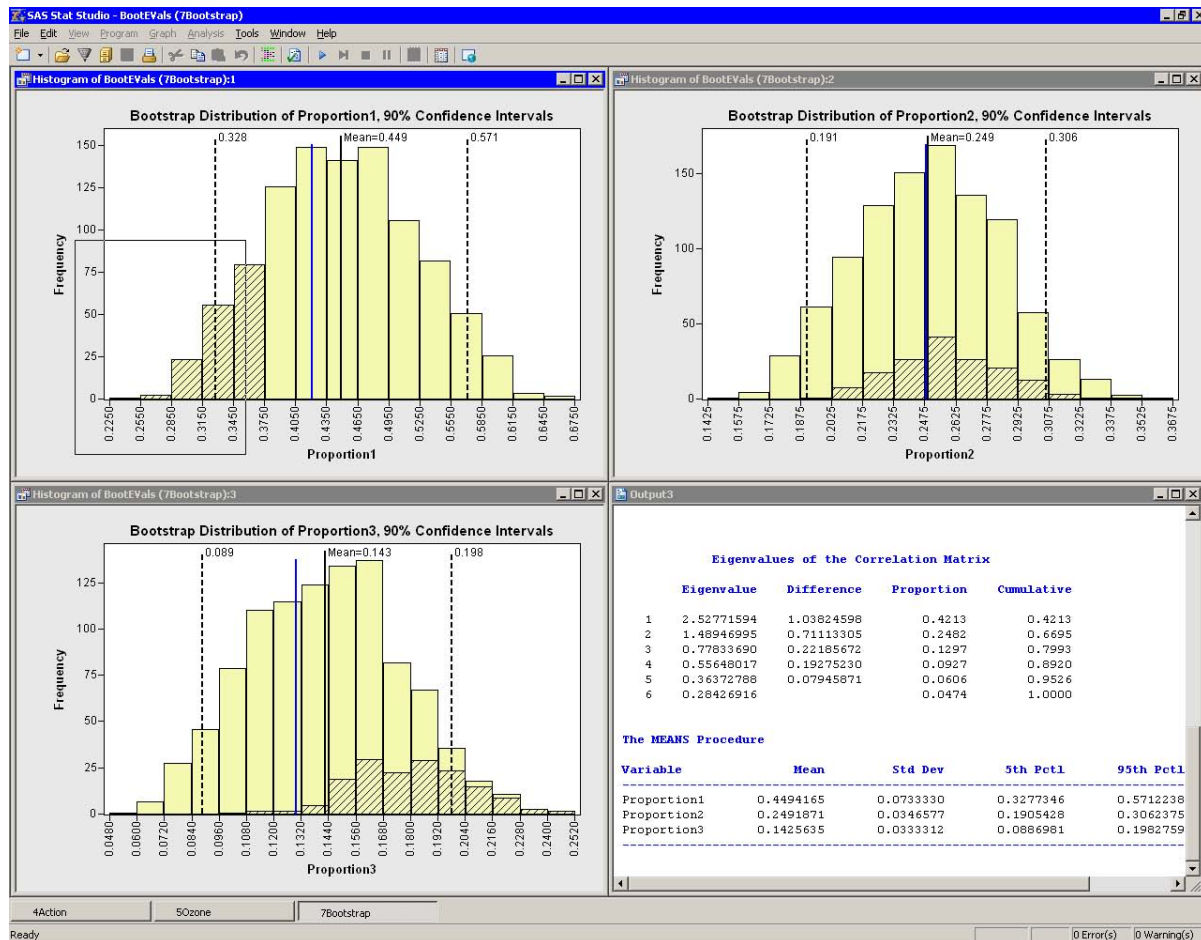 SAS Stat Studio - BootEVals (7Bootstrap)
File Edit View Program Graph Analysis Tools Window Help
Histogram of BootEVals (7Bootstrap):1
Bootstrap Distribution of Proportion1, 90% Confidence Intervals
0.328 Mean=0.449 0.571
150
125
100
75
50
25
0
Frequency
0.2250 0.2550 0.2850 0.3150 0.3450 0.3750 0.4050 0.4350 0.4650 0.4950 0.5250 0.5550 0.5850 0.6150 0.6450 0.6750
Proportion1
Histogram of BootEVals (7Bootstrap):2
Bootstrap Distribution of Proportion2, 90% Confidence Intervals
0.191 Mean=0.249 0.306
150
100
50
0
Frequency
0.1425 0.1575 0.1725 0.1875 0.2025 0.2175 0.2325 0.2475 0.2625 0.2775 0.2925 0.3075 0.3225 0.3375 0.3525 0.3675
Proportion2
Histogram of BootEVals (7Bootstrap):3
Bootstrap Distribution of Proportion3, 90% Confidence Intervals
0.089 Mean=0.143 0.198
125
100
75
50
25
0
Frequency
0.0480 0.0600 0.0720 0.0840 0.0960 0.1080 0.1200 0.1320 0.1440 0.1560 0.1680 0.1800 0.1920 0.2040 0.2160 0.2280 0.2400 0.2520
Proportion3
Output3
Eigenvalues of the Correlation Matrix
Eigenvalue Difference Proportion Cumulative
1 2.52771594 1.03824598 0.4213 0.4213
2 1.48946995 0.71113305 0.2482 0.6695
3 0.77833690 0.22185672 0.1297 0.7993
4 0.55648017 0.19275230 0.0927 0.8920
5 0.36372788 0.07945871 0.0606 0.9526
6 0.28426916 0.0474 1.0000
The MEANS Procedure
Variable Mean Std Dev 5th Pctl 95th Pctl
Proportion1 0.4494165 0.0733330 0.3277346 0.5712238
Proportion2 0.2491871 0.0346577 0.1905428 0.3062375
Proportion3 0.1425635 0.0333312 0.0886981 0.1982759
4Action 5Ozone 7Bootstrap
Ready 0 Error(s) 0 Warning(s)